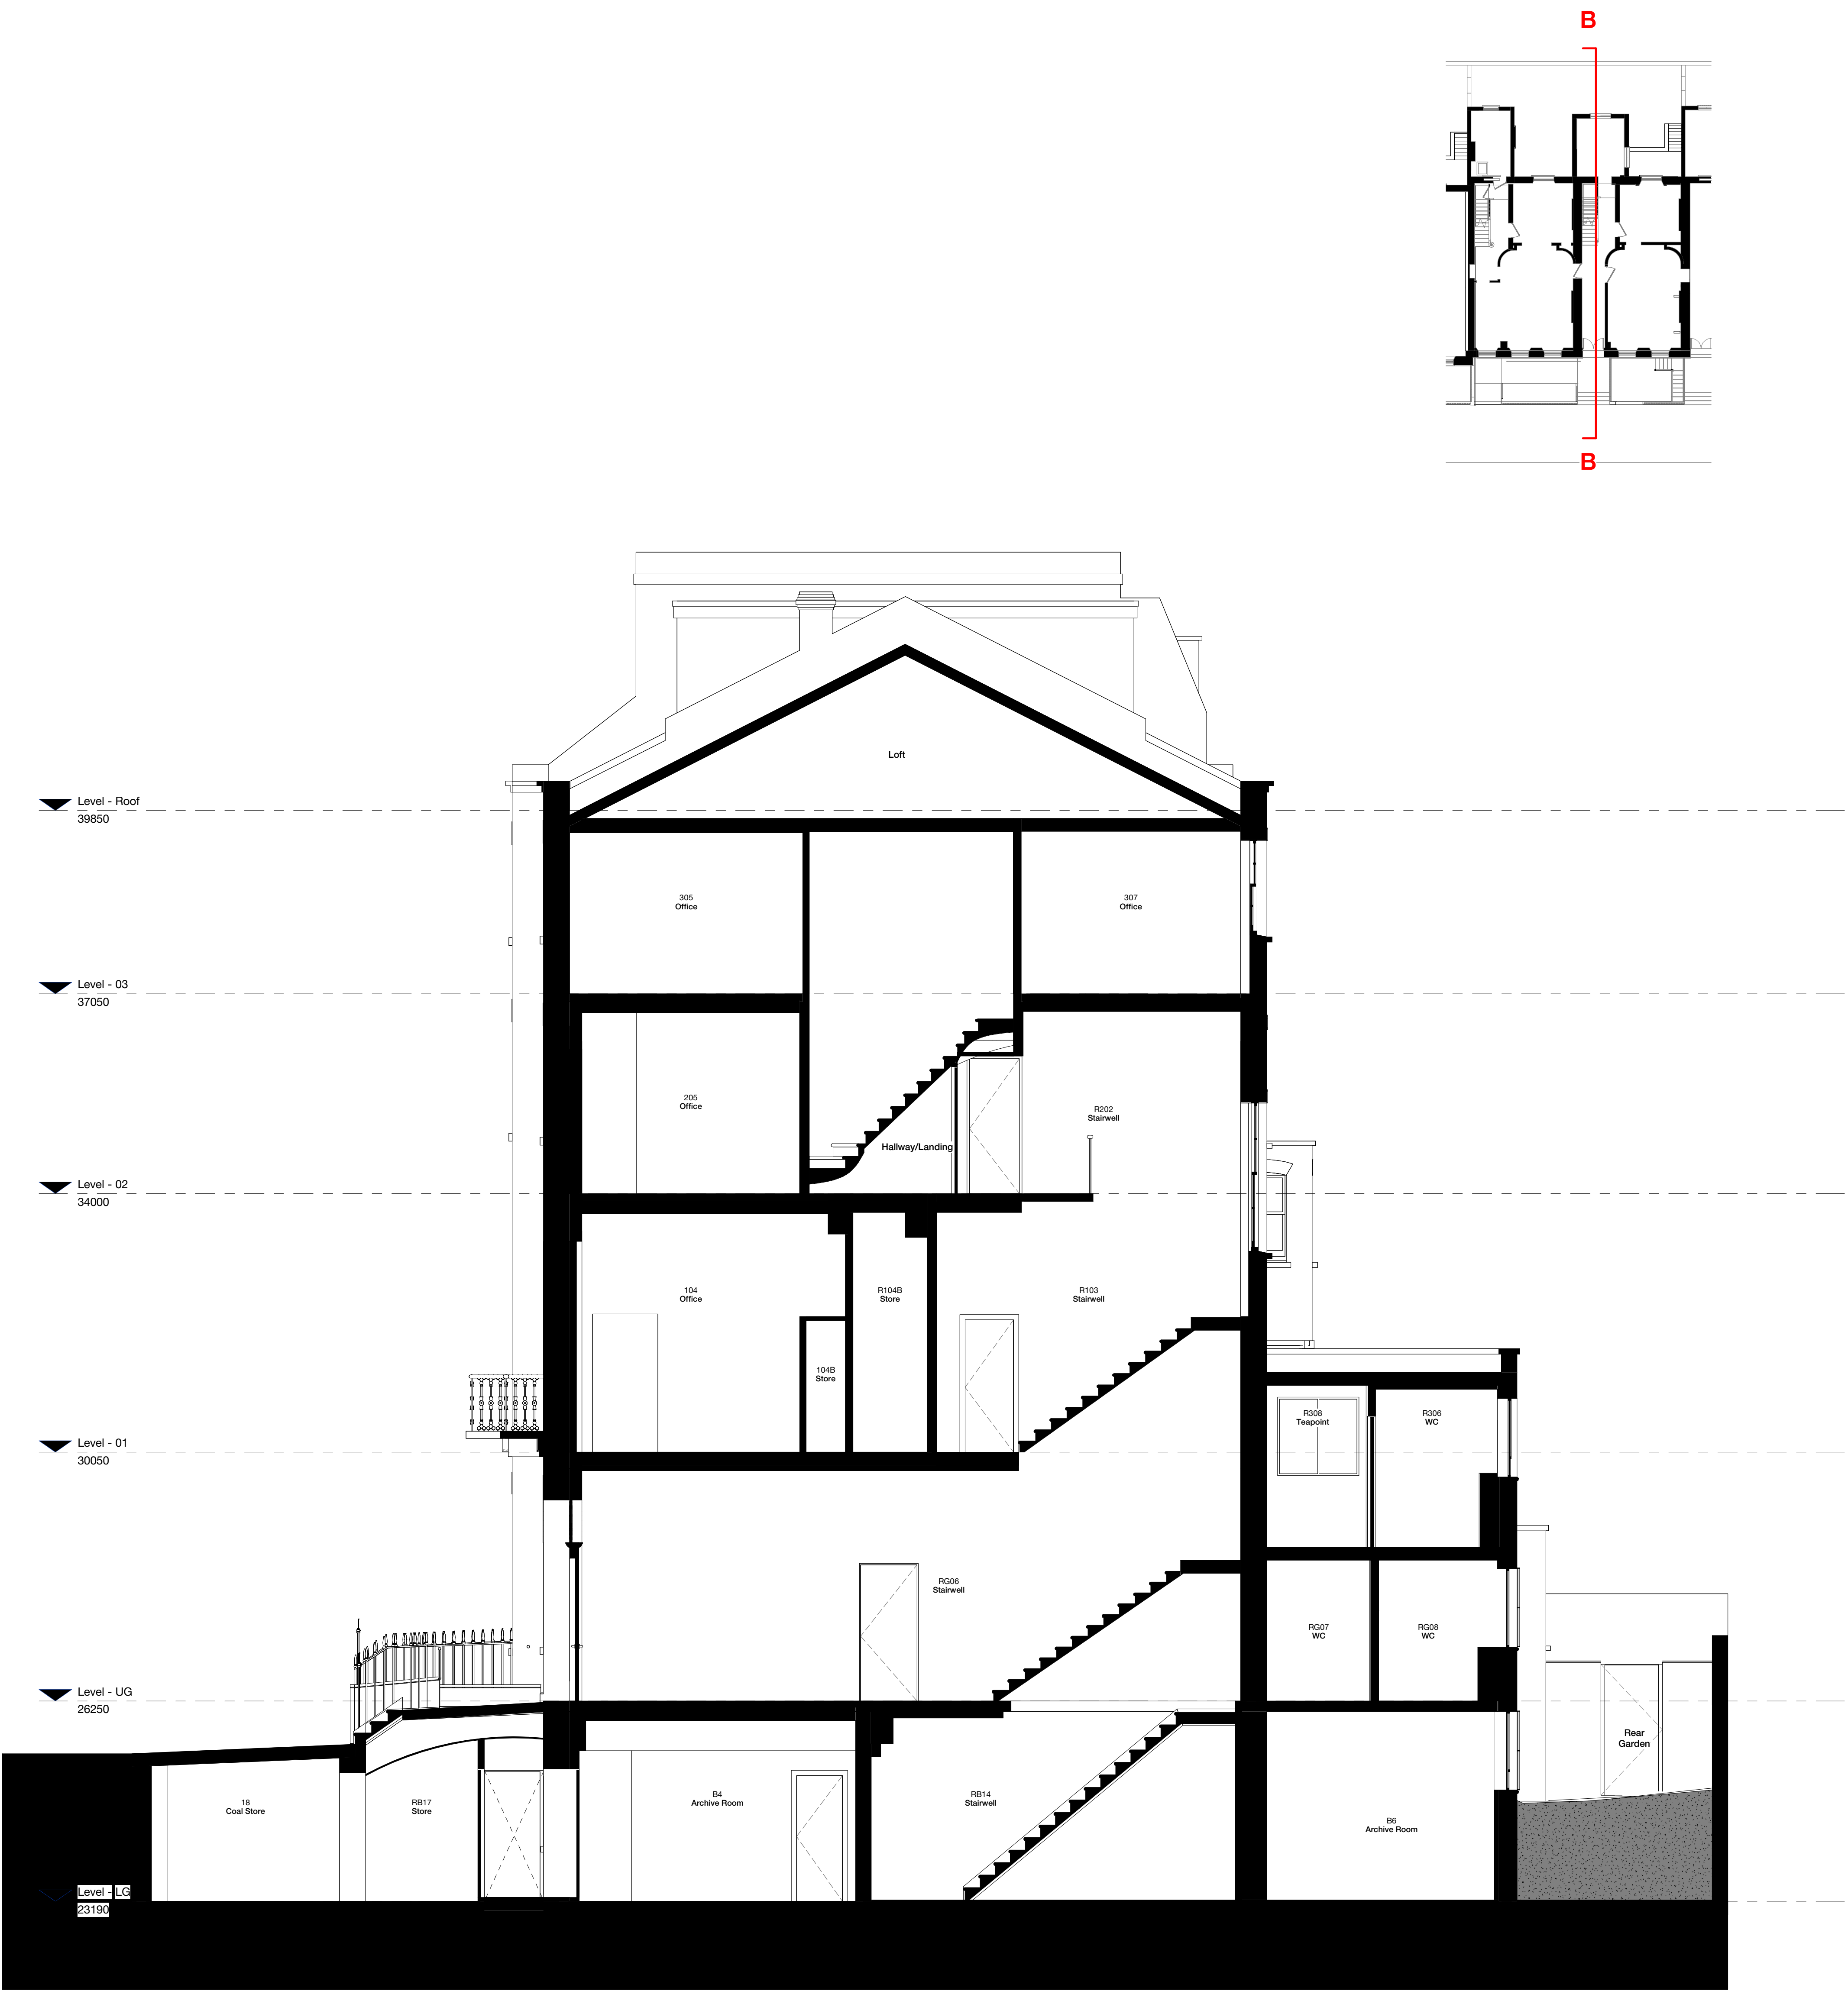 B
B
Loft
Level - Roof
39850
305
Office
307
Office
Level - 03
37050
205
Office
R202
Stairwell
Hallway/Landing
Level - 02
34000
104
Office
R104B
Store
R103
Stairwell
104B
Store
R308
Teapoint
R306
WC
Level - 01
30050
RG06
Stairwell
RG07
WC
RG08
WC
Level - UG
26250
Rear
Garden
18
Coal Store
RB17
Store
B4
Archive Room
RB14
Stairwell
B6
Archive Room
Level - LG
23190